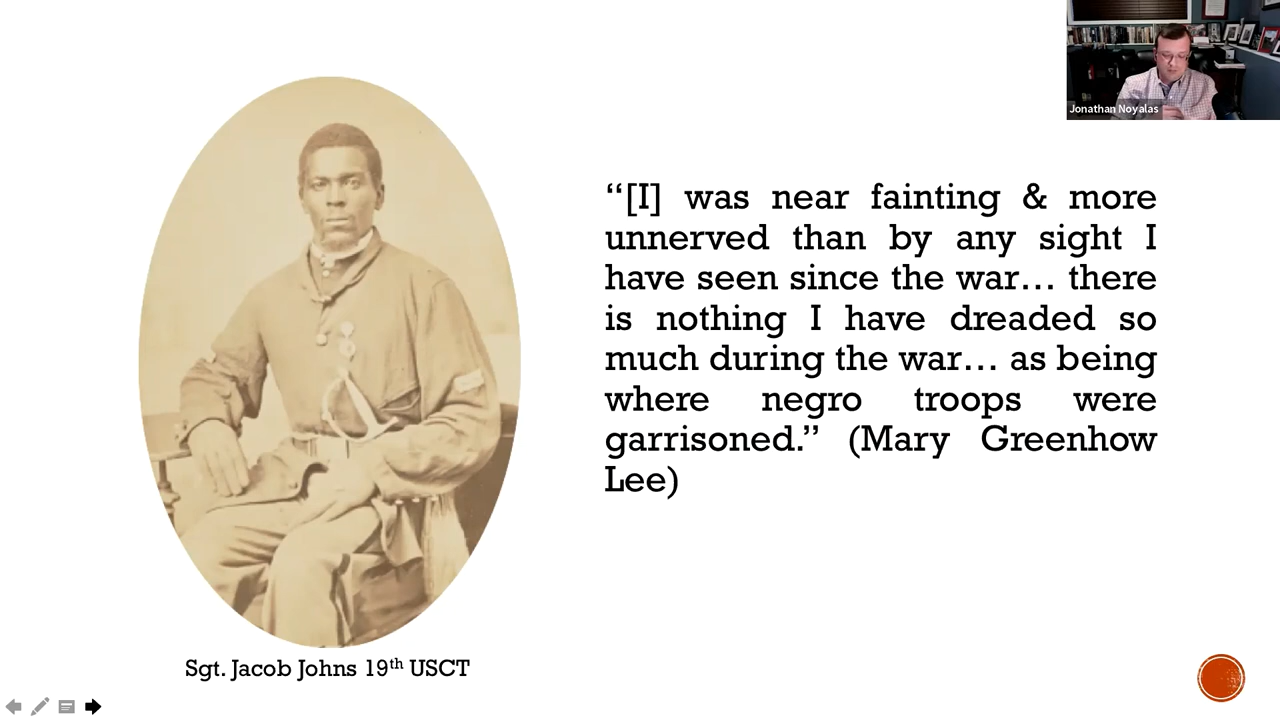 Jonathan Noyalas
“[I] was near fainting & more
unnerved than by any sight I
have seen since the war… there
is nothing I have dreaded so
much during the war… as being
where negro troops were
garrisoned.” (Mary Greenhow
Lee)
Sgt. Jacob Johns 19th USCT